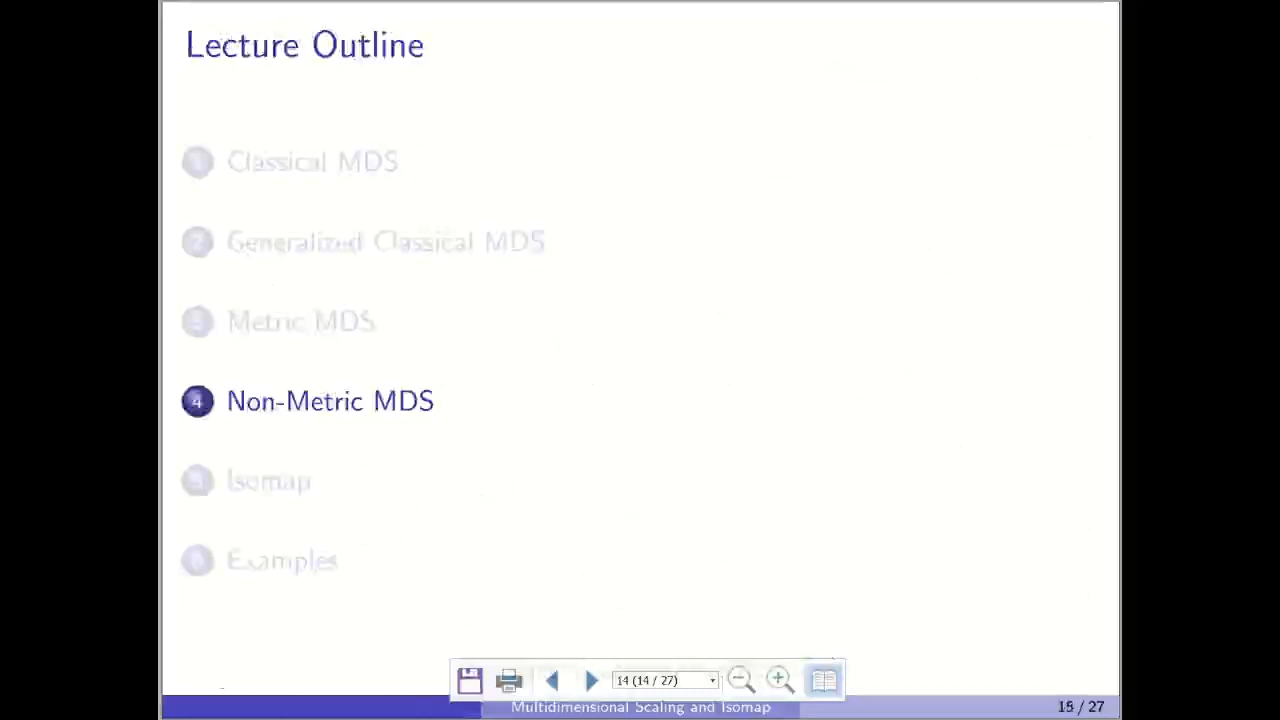 Lecture Outline
1 Classical MDS
2 Generalized Classical MDS
3 Metric MDS
4 Non-Metric MDS
5 Isomap
6 Examples
14 (14 / 27)
Multidimensional Scaling and Isomap
15 / 27